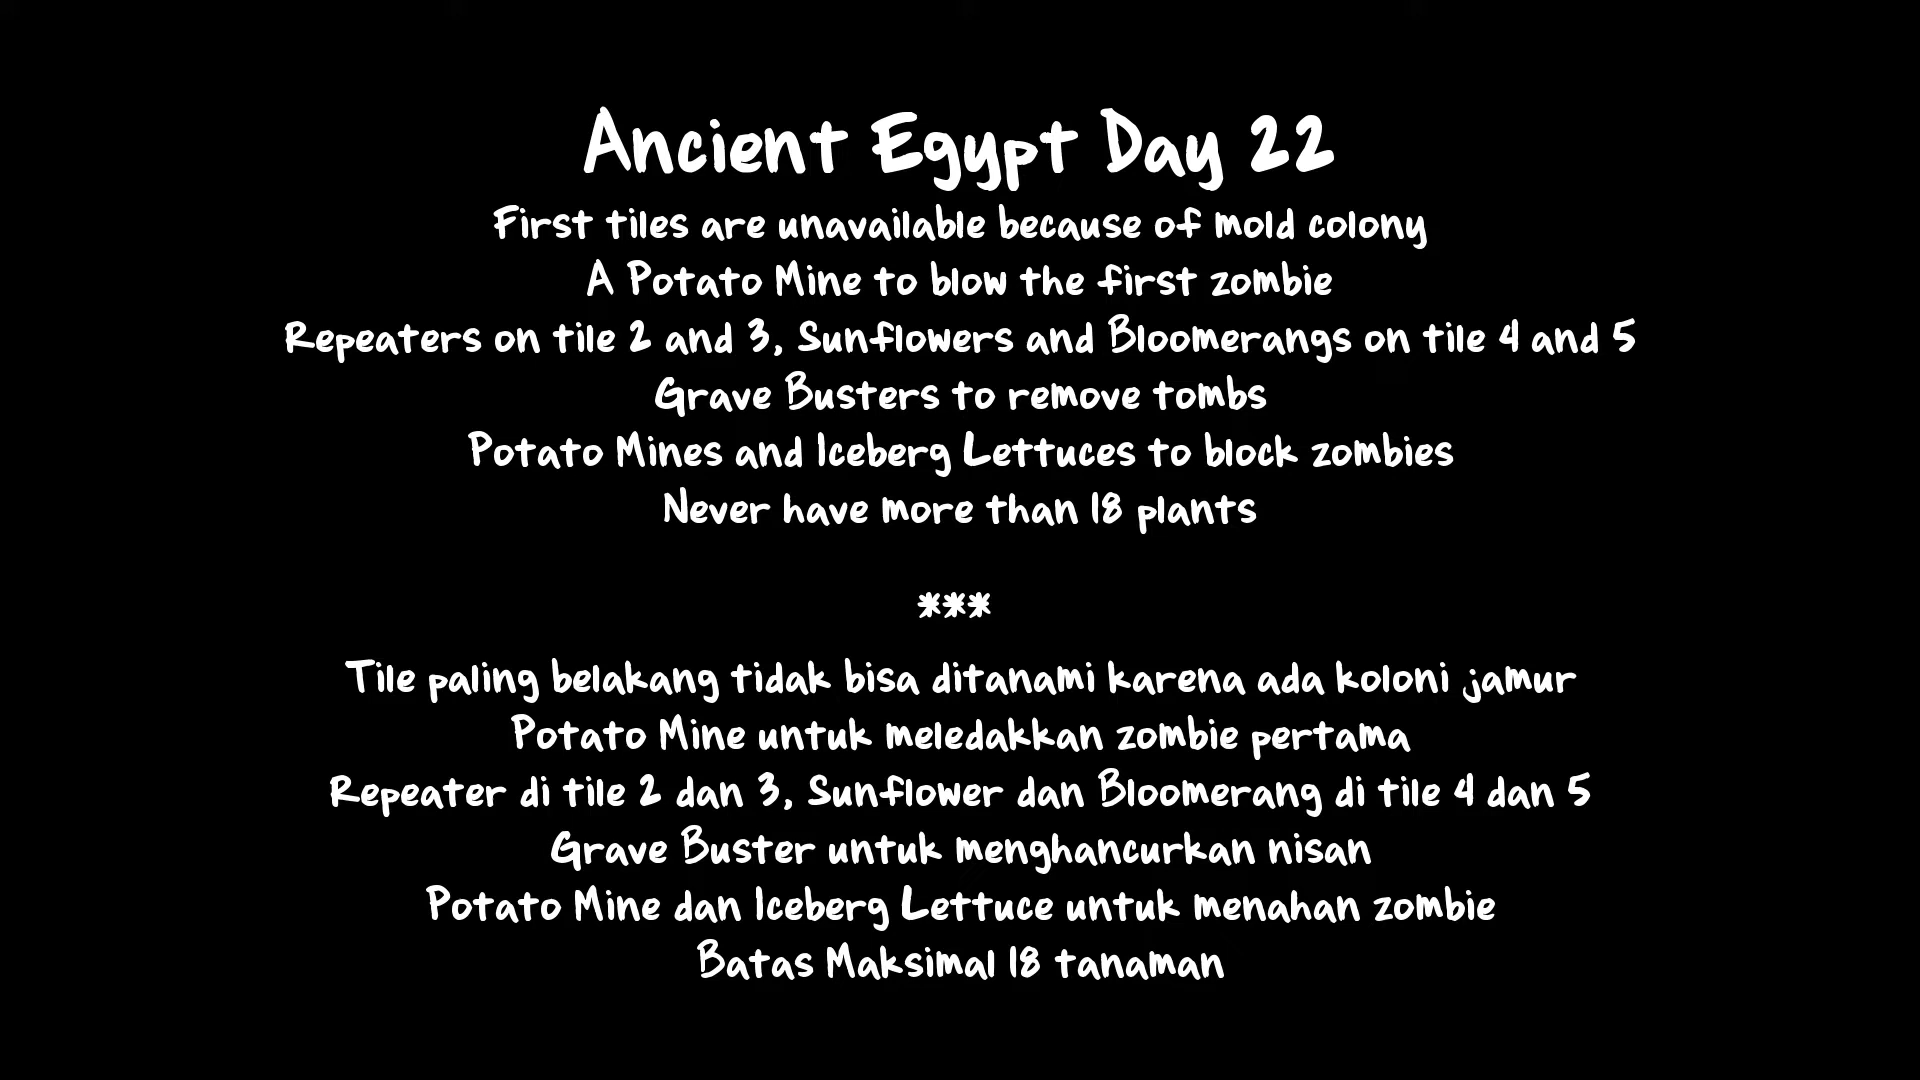 Ancient Egypt Day 22
First tiles are unavailable because of mold colony
A Potato Mine to blow the first zombie
Repeaters on tile 2 and 3, Sunflowers and Bloomerangs on tile 4 and 5
Grave Busters to remove tombs
Potato Mines and Iceberg Lettuces to block zombies
Never have more than 18 plants
***
Tile paling belakang tidak bisa ditanami karena ada koloni jamur
Potato Mine untuk meledakkan zombie pertama
Repeater di tile 2 dan 3, Sunflower dan Bloomerang di tile 4 dan 5
Grave Buster untuk menghancurkan nisan
Potato Mine dan Iceberg Lettuce untuk menahan zombie
Batas Maksimal 18 tanaman